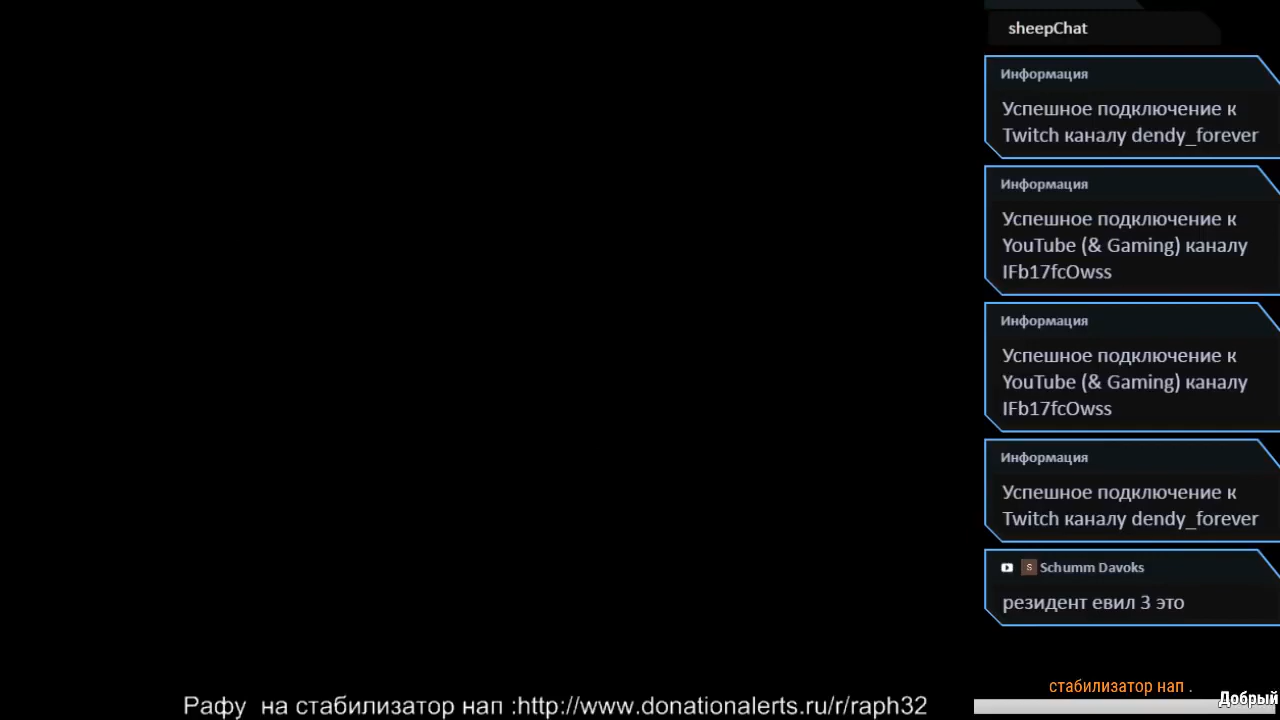 sheepChat
Информация
Успешное подключение к
Twitch каналу dendy_forever
Информация
Успешное подключение к
YouTube (& Gaming) каналу
IFb17fcOwss
Информация
Успешное подключение к
YouTube (& Gaming) каналу
IFb17fcOwss
Информация
Успешное подключение к
Twitch каналу dendy_forever
S Schumm Davoks
резидент евил 3 это
стабилизатор нап .
Добрый
Рафу на стабилизатор нап :http://www.donationalerts.ru/r/raph32